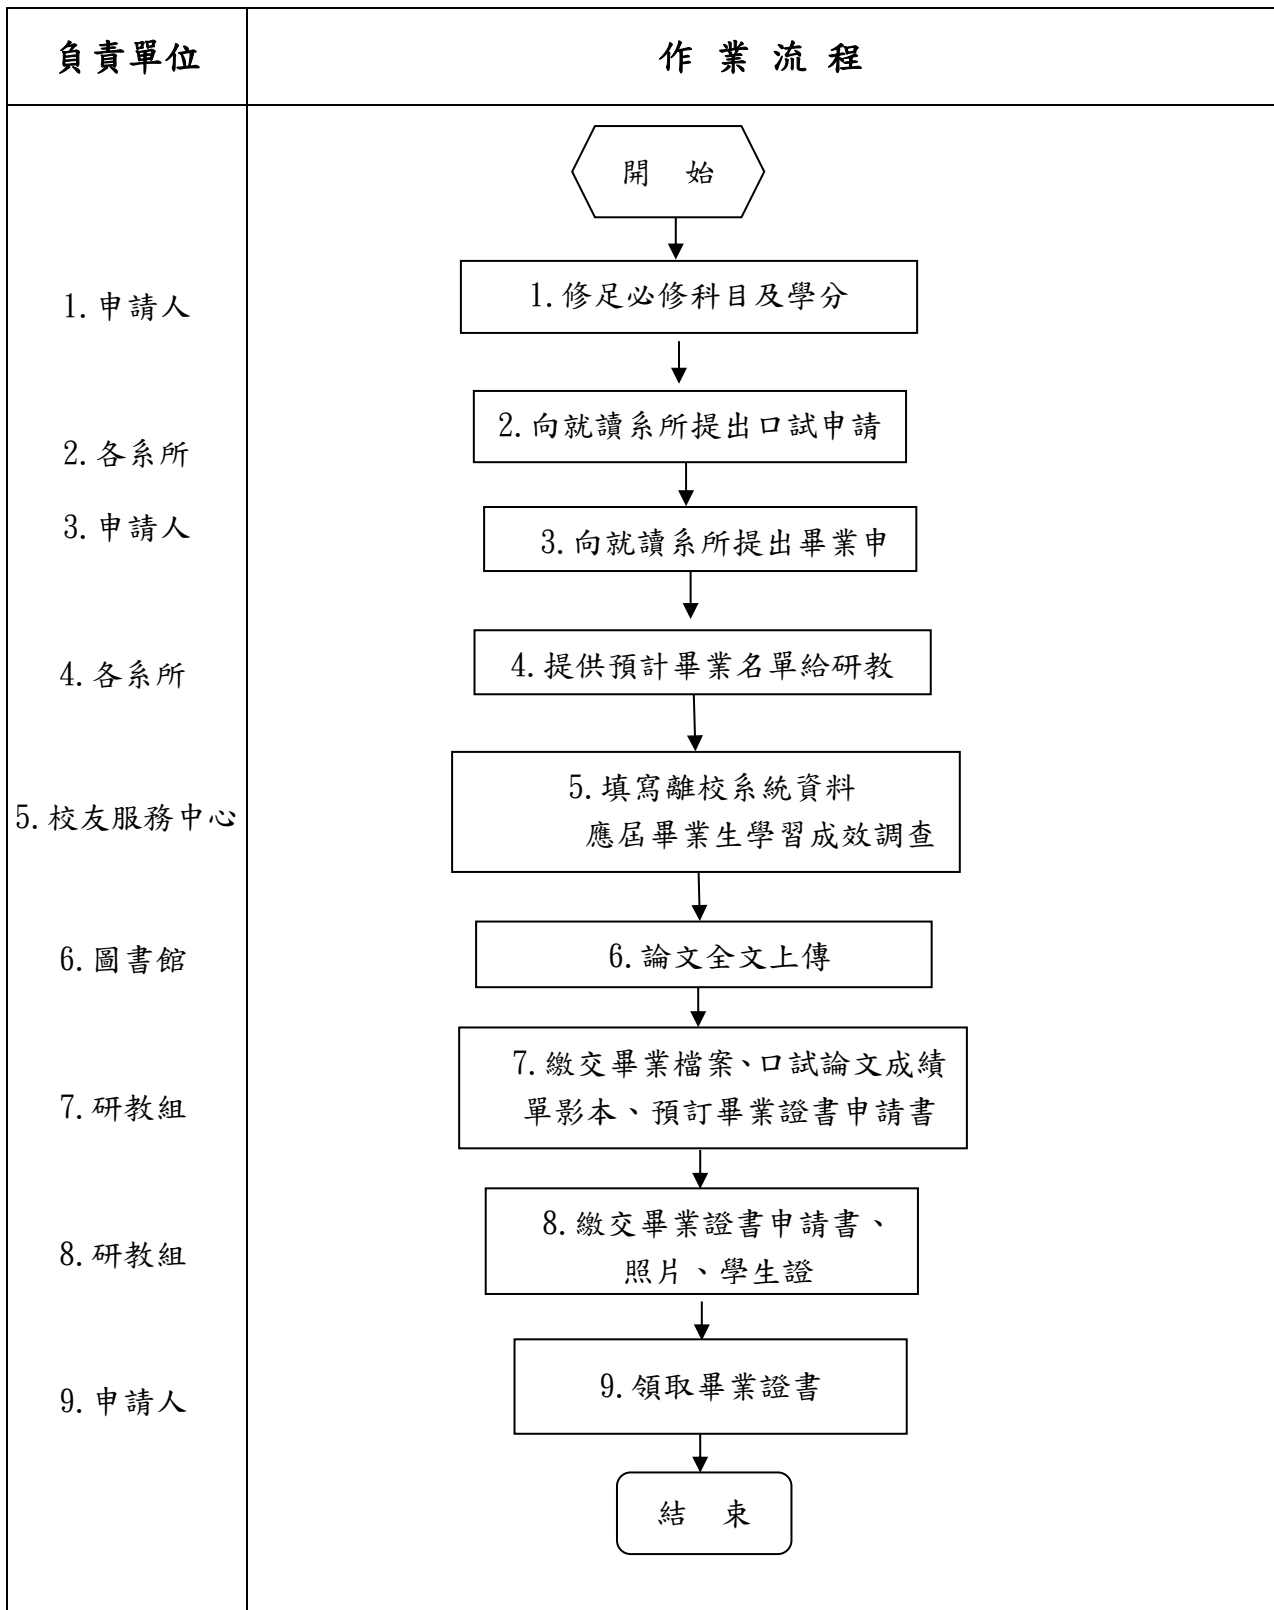 負責單位
作 業 流 程
開 始
1.申請人
1.修足必修科目及學分
2.各系所
2.向就讀系所提出口試申請
3.申請人
3.向就讀系所提出畢業申
4.各系所
4.提供預計畢業名單給研教
5.校友服務中心
5.填寫離校系統資料
應屆畢業生學習成效調查
6.圖書館
6.論文全文上傳
7.研教組
7.繳交畢業檔案、口試論文成績
單影本、預訂畢業證書申請書
8.研教組
8.繳交畢業證書申請書、
照片、學生證
9.申請人
9.領取畢業證書
結 束